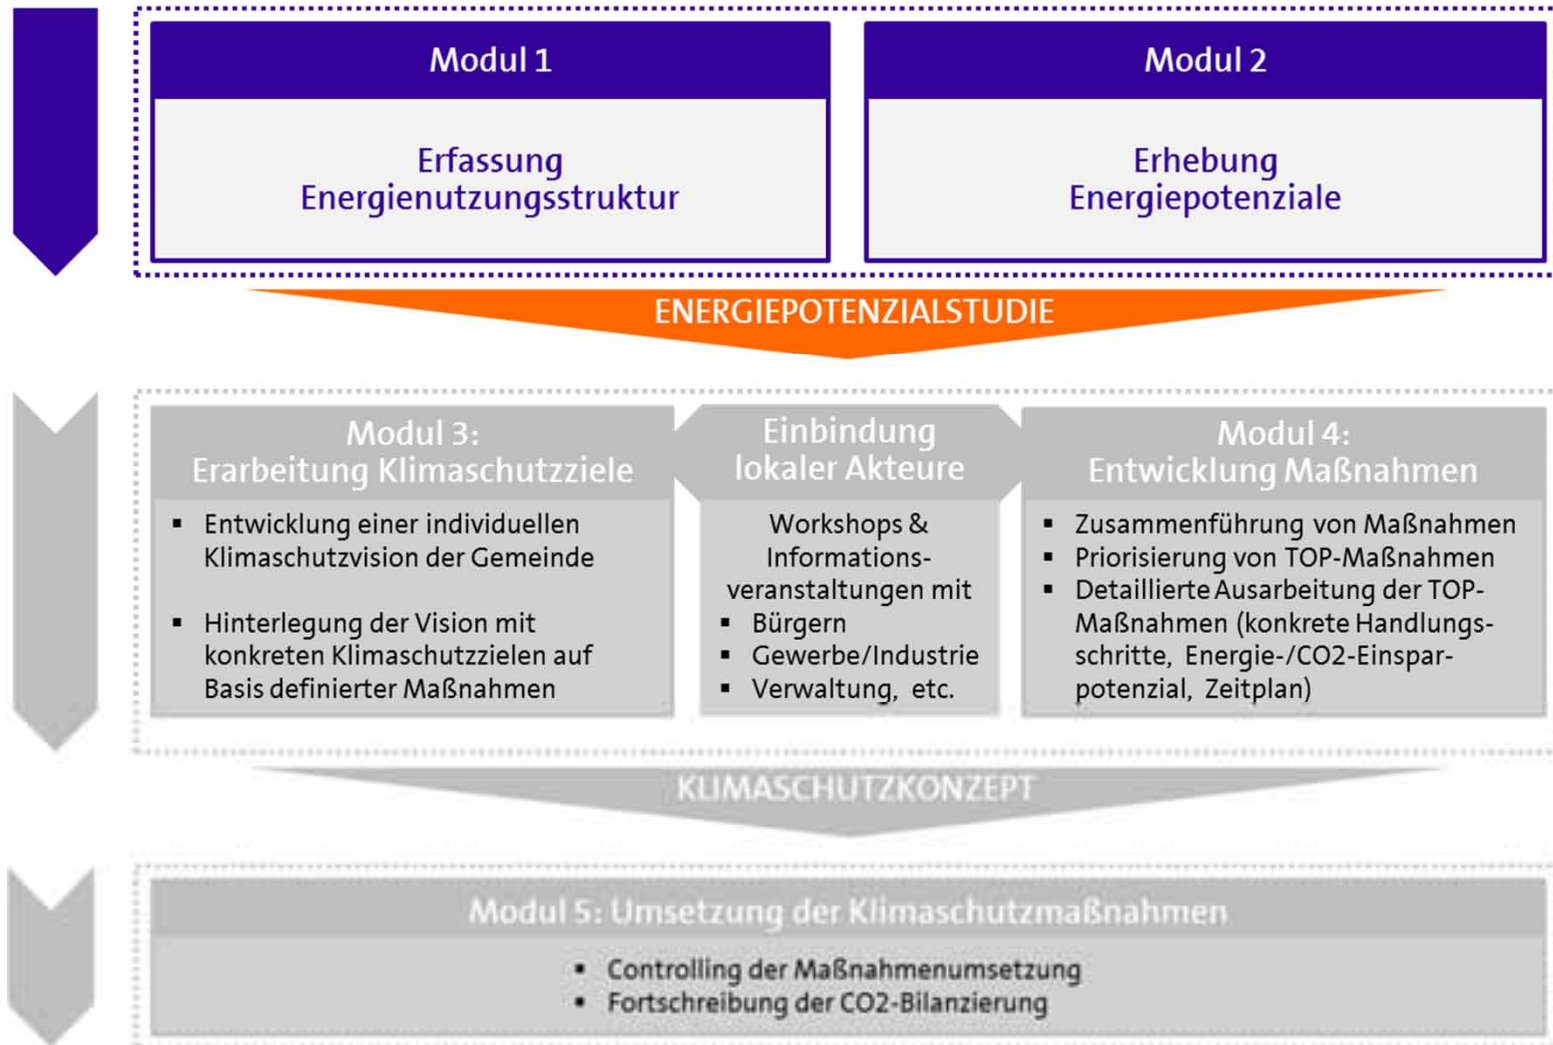 Modul 1
Erfassung
Energienutzungsstruktur
Modul 2
Erhebung
Energiepotenziale
ENERGIEPOTENZIALSTUDIE
Modul 3:
Erarbeitung Klimaschutzziele
▪ Entwicklung einer individuellen
Klimaschutzvision der Gemeinde
▪ Hinterlegung der Vision mit
konkreten Klimaschutzzielen auf
Basis definierter Maßnahmen
Einbindung
lokaler Akteure
Workshops &
Informations-
veranstaltungen mit
▪ Bürgern
▪ Gewerbe/Industrie
▪ Verwaltung, etc.
Modul 4:
Entwicklung Maßnahmen
▪ Zusammenführung von Maßnahmen
▪ Priorisierung von TOP-Maßnahmen
▪ Detaillierte Ausarbeitung der TOP-
Maßnahmen (konkrete Handlungs-
schritte, Energie-/CO2-Einspar-
potenzial, Zeitplan)
KLIMASCHUTZKONZEPT
Modul 5: Umsetzung der Klimaschutzmaßnahmen
▪ Controlling der Maßnahmenumsetzung
▪ Fortschreibung der CO2-Bilanzierung